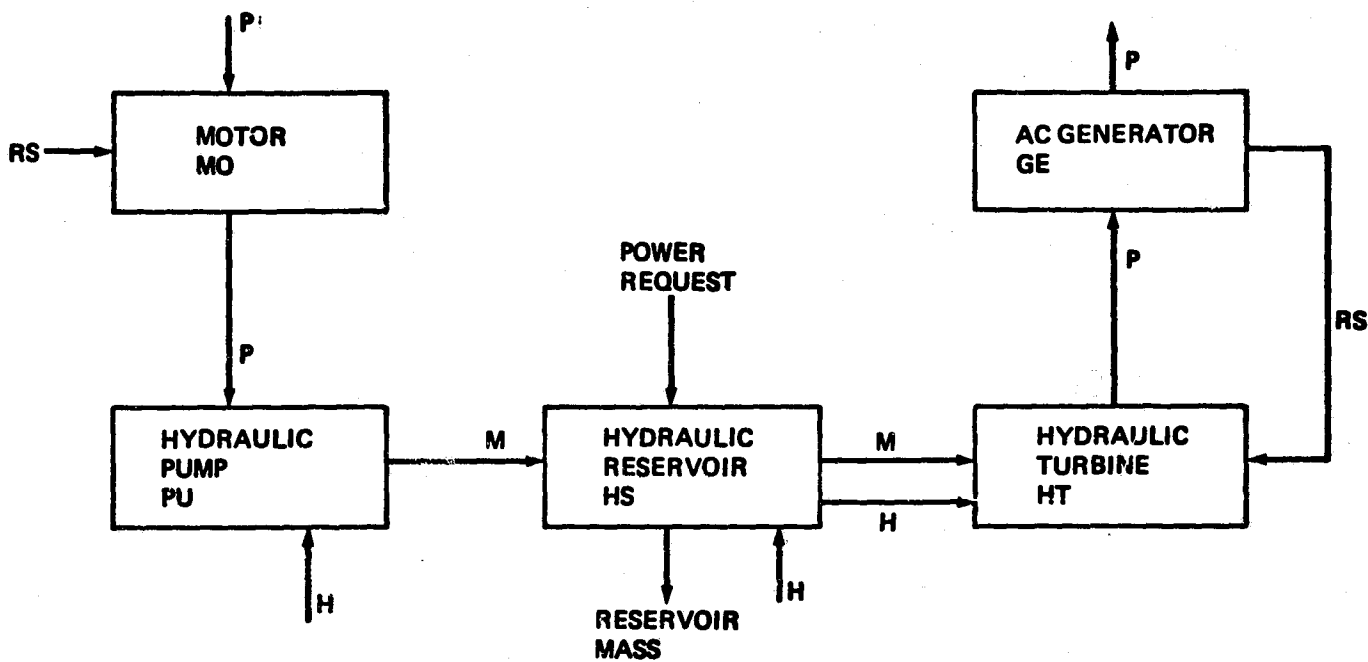 P
MOTOR
MO
RS
P
AC GENERATOR
GE
P
POWER
REQUEST
RS
P
HYDRAULIC
PUMP
PU
M
HYDRAULIC
RESERVOIR
HS
M
H
HYDRAULIC
TURBINE
HT
H
H
RESERVOIR
MASS